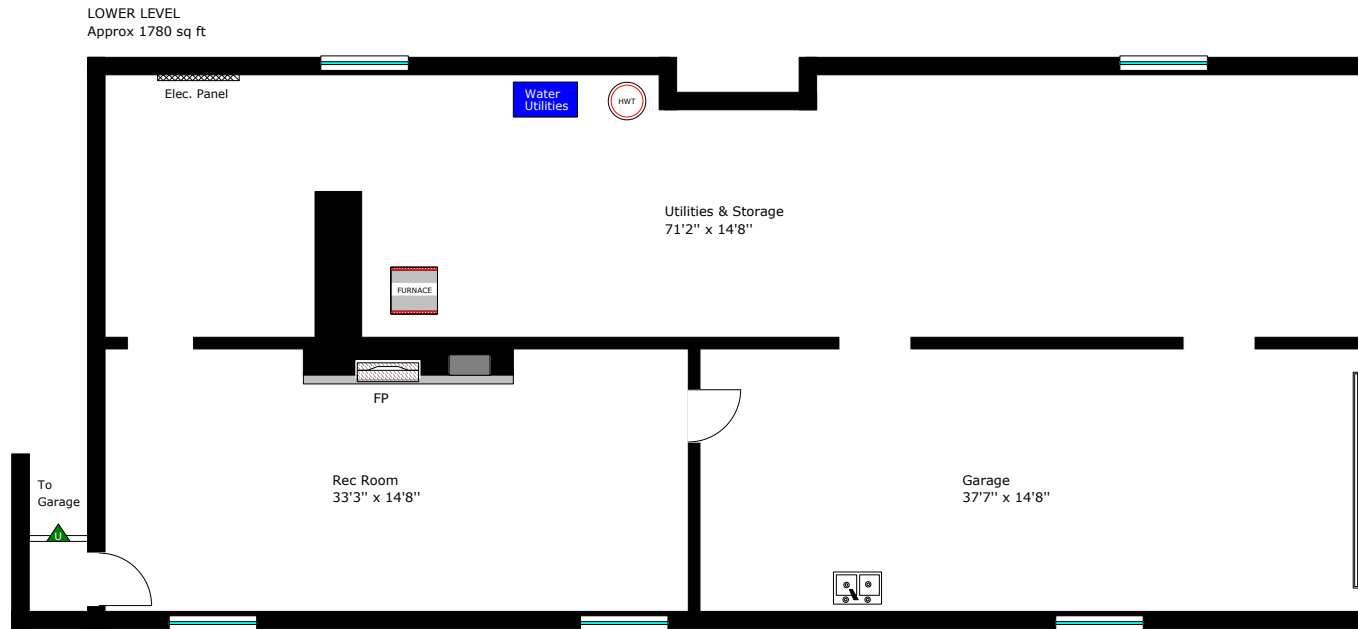 LOWER LEVEL
Approx 1780 sq ft
Elec. Panel
Water
Utilities
HWT
Utilities & Storage
71'2'' x 14'8''
FURNACE
FP
Rec Room
33'3'' x 14'8''
Garage
37'7'' x 14'8''
To
Garage
U